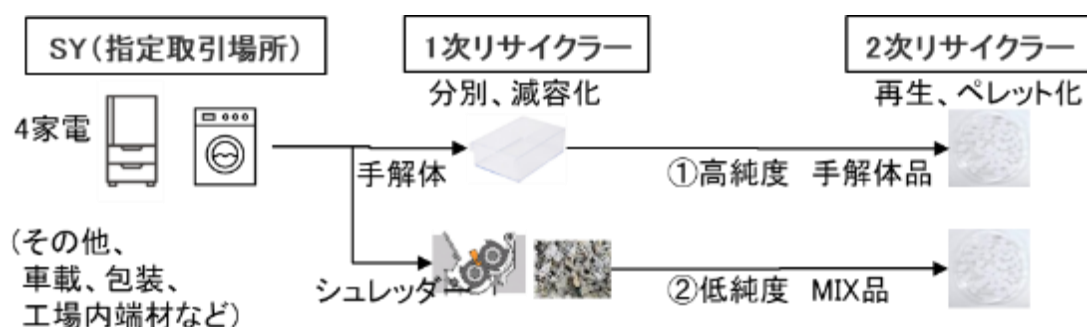 SY(指定取引場所)
1次リサイクラー
2次リサイクラー
分別、減容化
再生、ペレット化
4家電
手解体
①高純度 手解体品
(その他、
車載、包装、
工場内端材など)
シュレッダー
②低純度 MIX品